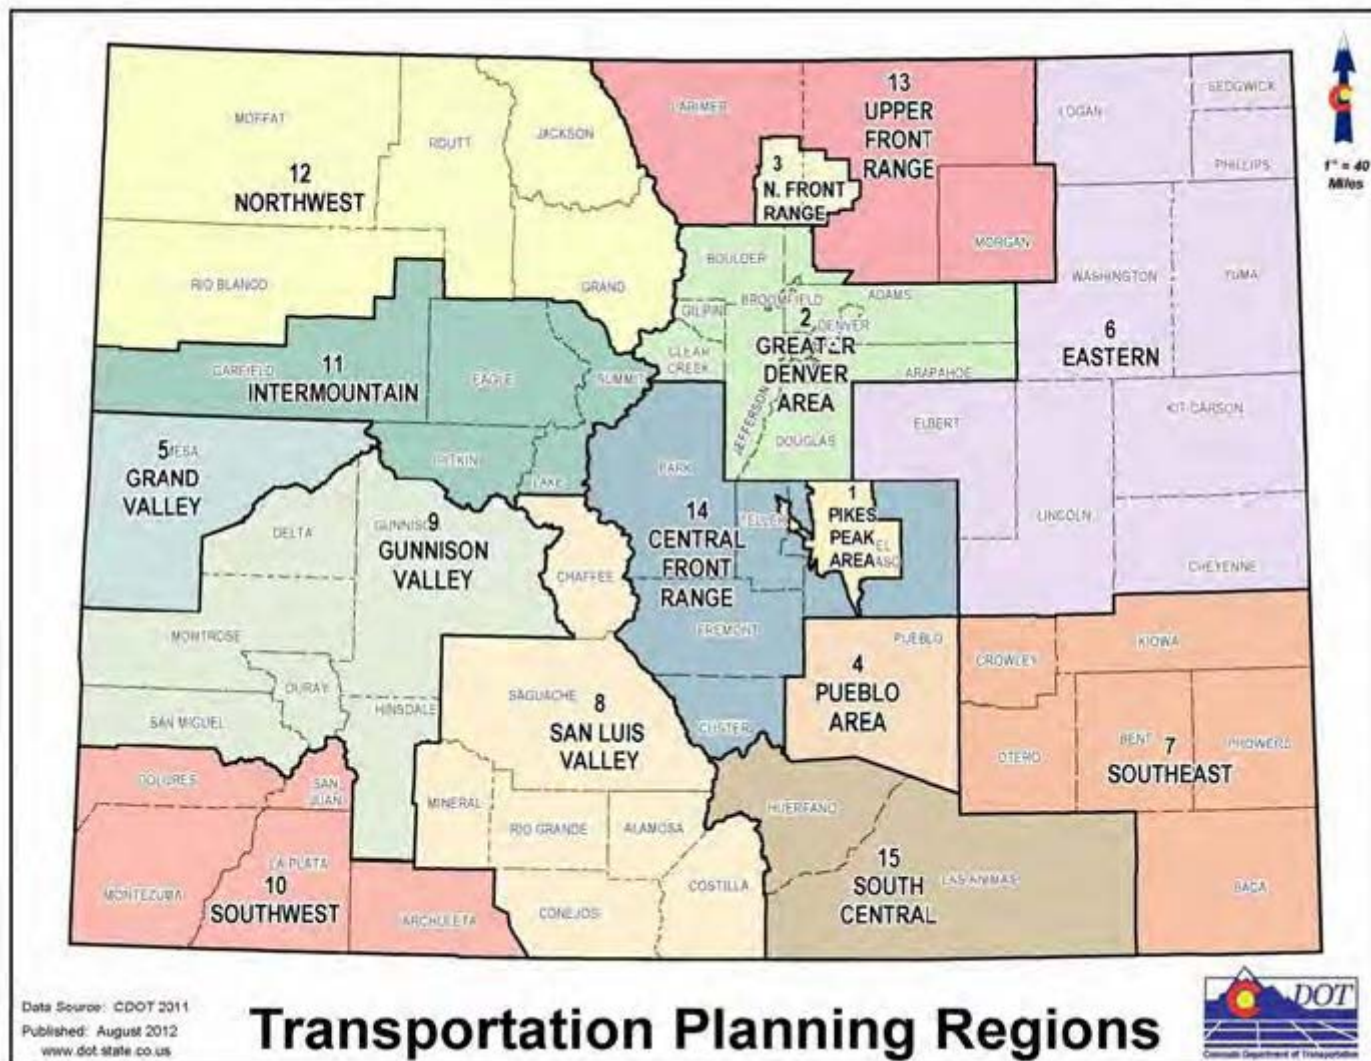 13
UPPER
FRONT
RANGE
LARIMER
LOGAN
SEDGWICK
PHILLIPS
1" = 40
Miles
MOFFAT
ROUTT
JACKSON
12
NORTHWEST
3
N. FRONT
RANGE
MORGAN
WASHINGTON
YUMA
RIO BLANCO
GRAND
BOULDER
BROOMFIELD
ADAMS
GILPIN
2
DENVER
GREATER
DENVER
AREA
CLEAR
CREEK
ARAPAHOE
JEFFERSON
DOUGLAS
6
EASTERN
11
INTERMOUNTAIN
GARFIELD
EAGLE
SUMMIT
ELBERT
KIT CARSON
5
MESA
GRAND
VALLEY
PITKIN
LAKE
PARK
DELTA
GUNNISON
9
GUNNISON
VALLEY
14
CENTRAL
FRONT
RANGE
TELLER
1
PIKES
PEAK
AREA
EL
PASO
LINCOLN
CHEYENNE
CHAFFEE
MONTROSE
FREMONT
PUEBLO
CROWLEY
KIOWA
OURAY
SAN MIGUEL
HINSDALE
SAGUACHE
8
SAN LUIS
VALLEY
CUSTER
4
PUEBLO
AREA
OTERO
BENT
7
SOUTHEAST
PROWERS
DOLORES
SAN
JUAN
MINERAL
RIO GRANDE
ALAMOSA
HUERFANO
MONTEZUMA
LA PLATA
10
SOUTHWEST
ARCHULETA
CONEJOS
COSTILLA
15
SOUTH
CENTRAL
LAS ANIMAS
BACA
Data Source: CDOT 2011
Published: August 2012
www.dot.state.co.us
Transportation Planning Regions
DOT
Colorado Department of Transportation